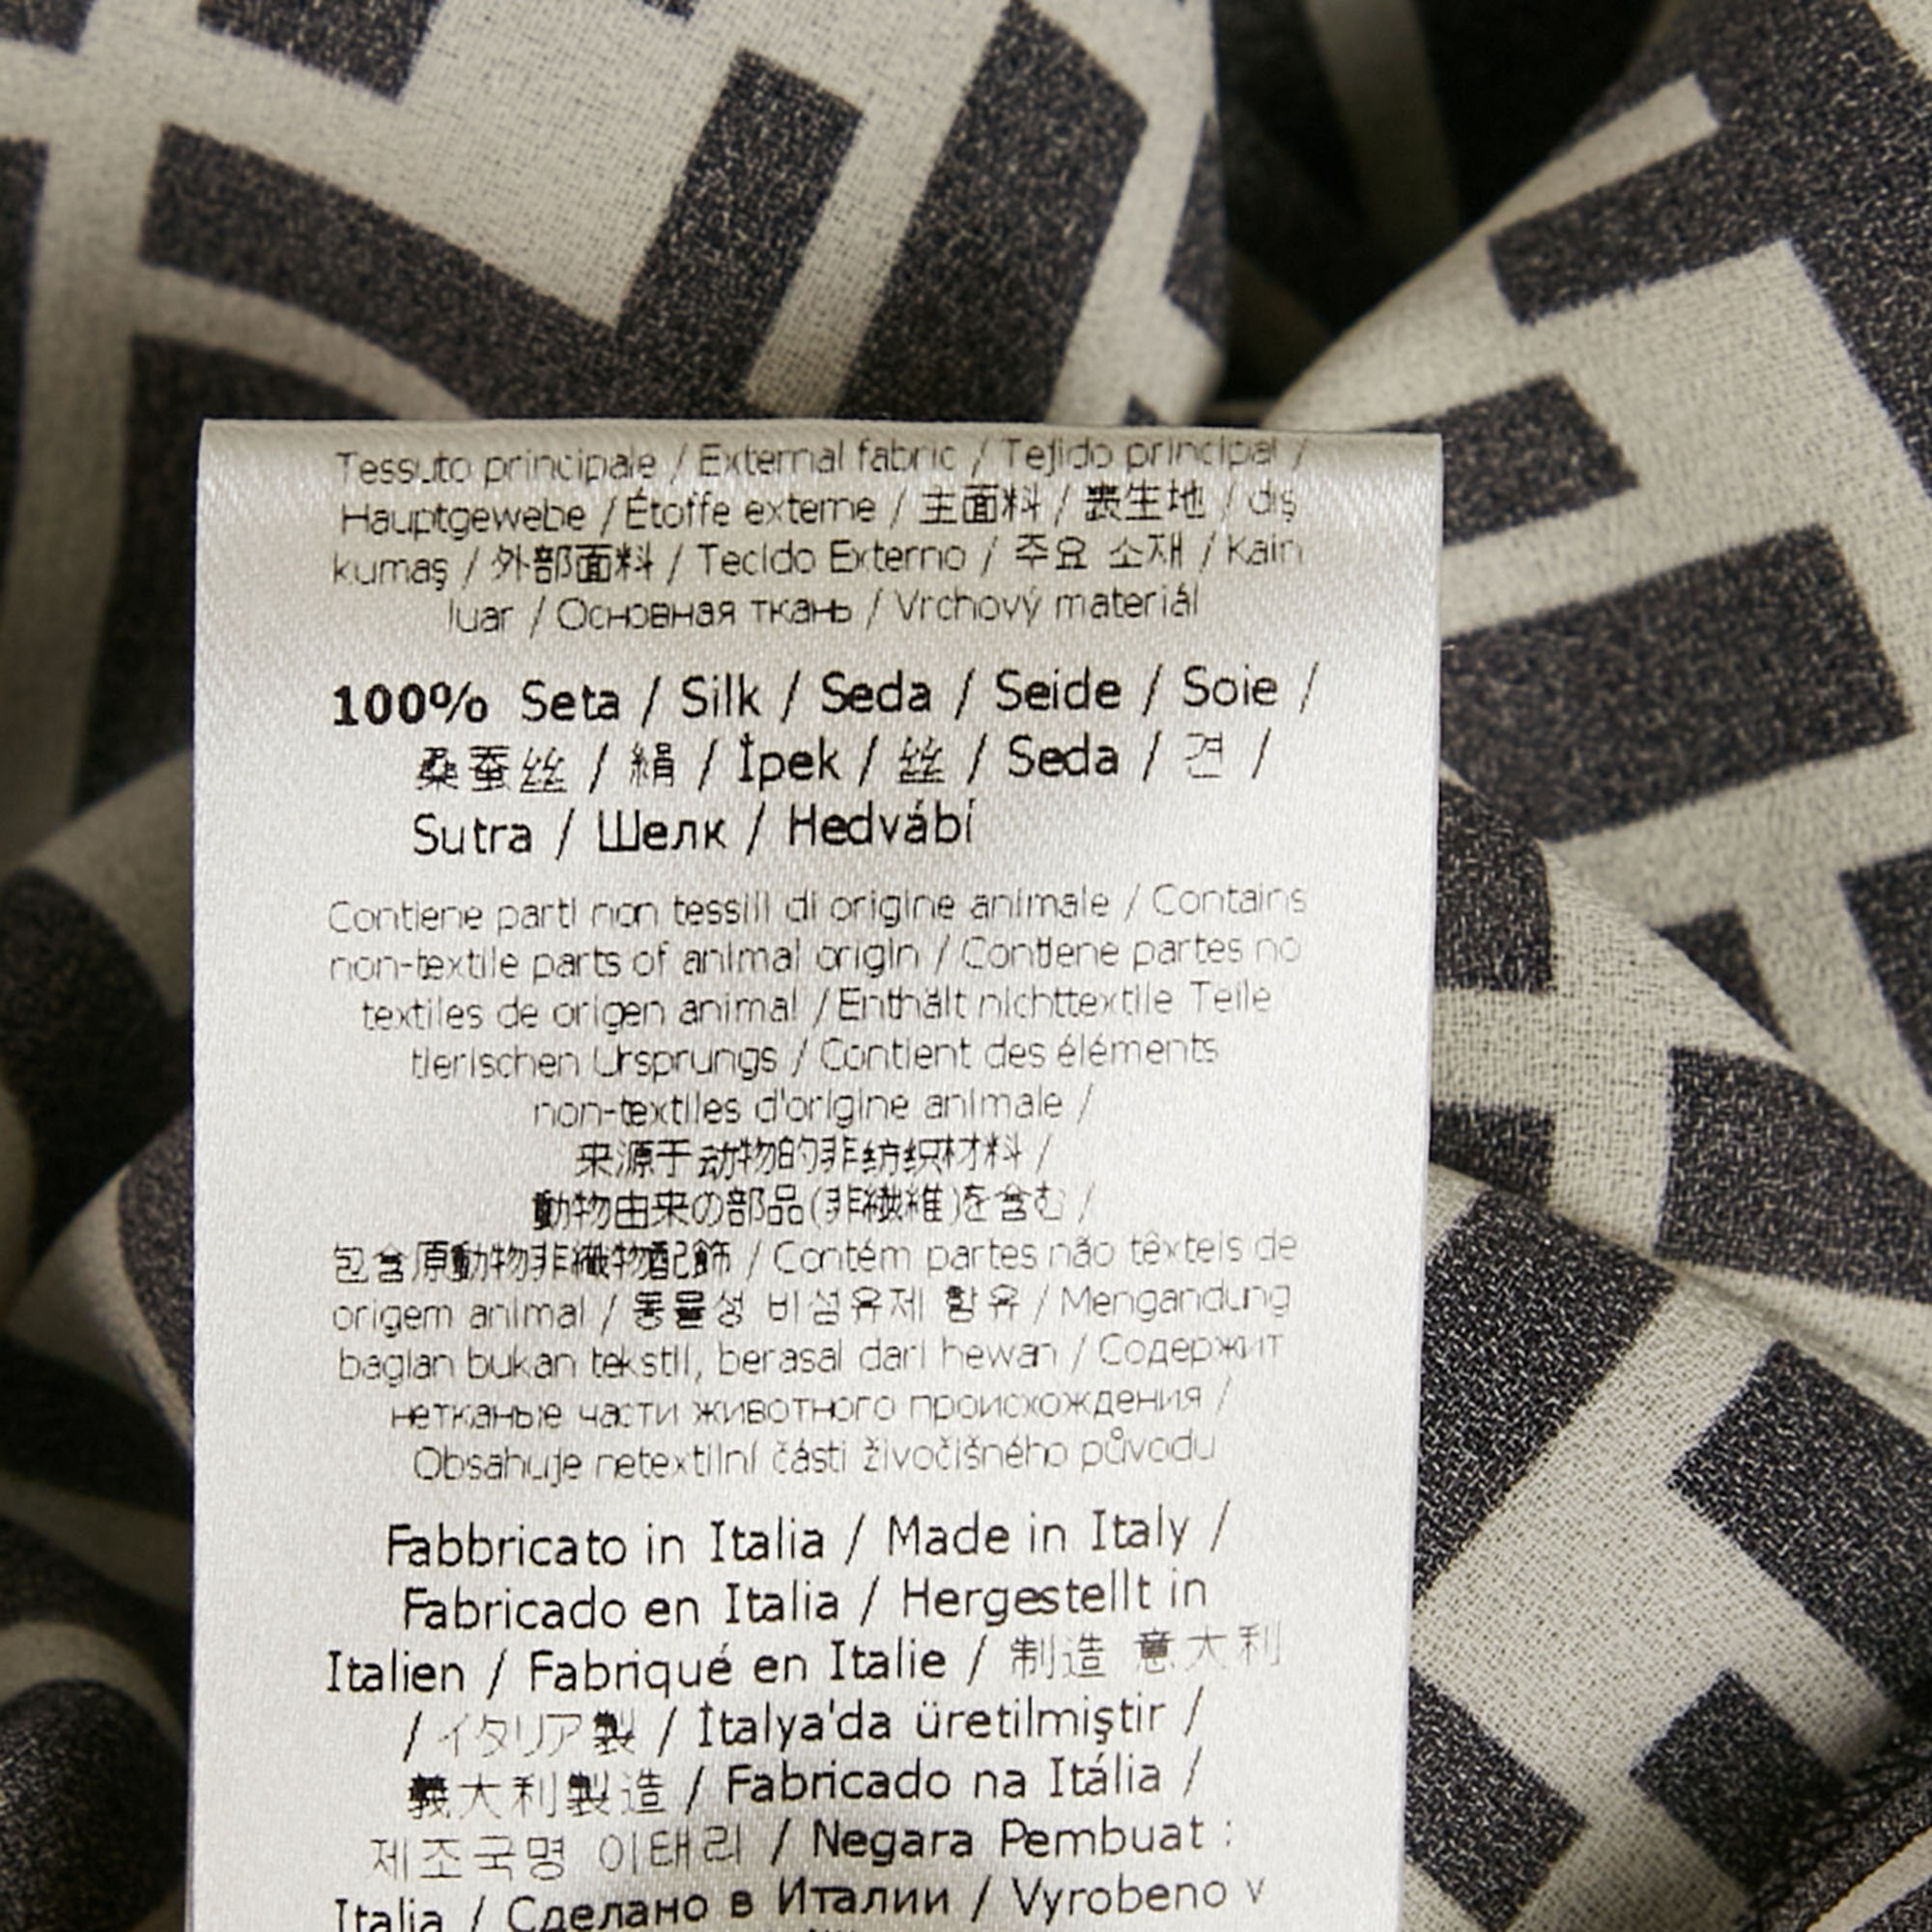 Tessuto principale / External fabric / Tejido principal /
Hauptgewebe / Étoffe externe / 主面料 / 表生地 / dış
kumaş / 外部面料 / Tecido Externo / 주요 소재 / Kain
luar / Основная ткань / Vrchový materiál
100% Seta / Silk / Seda / Seide / Soie /
桑蚕丝 / 絹 / İpek / 丝 / Seda / 견 /
Sutra / Шелк / Hedvábí
Contiene parti non tessili di origine animale / Contains
non-textile parts of animal origin / Contiene partes no
textiles de origen animal / Enthält nichttextile Teile
tierischen Ursprungs / Contient des éléments
non-textiles d'origine animale /
来源于动物的非纺织材料 /
動物由来の部品(非繊維)を含む /
包含原動物非織物配飾 / Contém partes não têxteis de
origem animal / 동물성 비섬유제 함유 / Mengandung
bagian bukan tekstil, berasal dari hewan / Содержит
нетканые части животного происхождения /
Obsahuje netextilní části živočišného původu
Fabbricato in Italia / Made in Italy /
Fabricado en Italia / Hergestellt in
Italien / Fabriqué en Italie / 制造 意大利
/ イタリア製 / İtalya'da üretilmiştir /
義大利製造 / Fabricado na Itália /
제조국명 이태리 / Negara Pembuat :
Italia / Сделано в Италии / Vyrobeno v